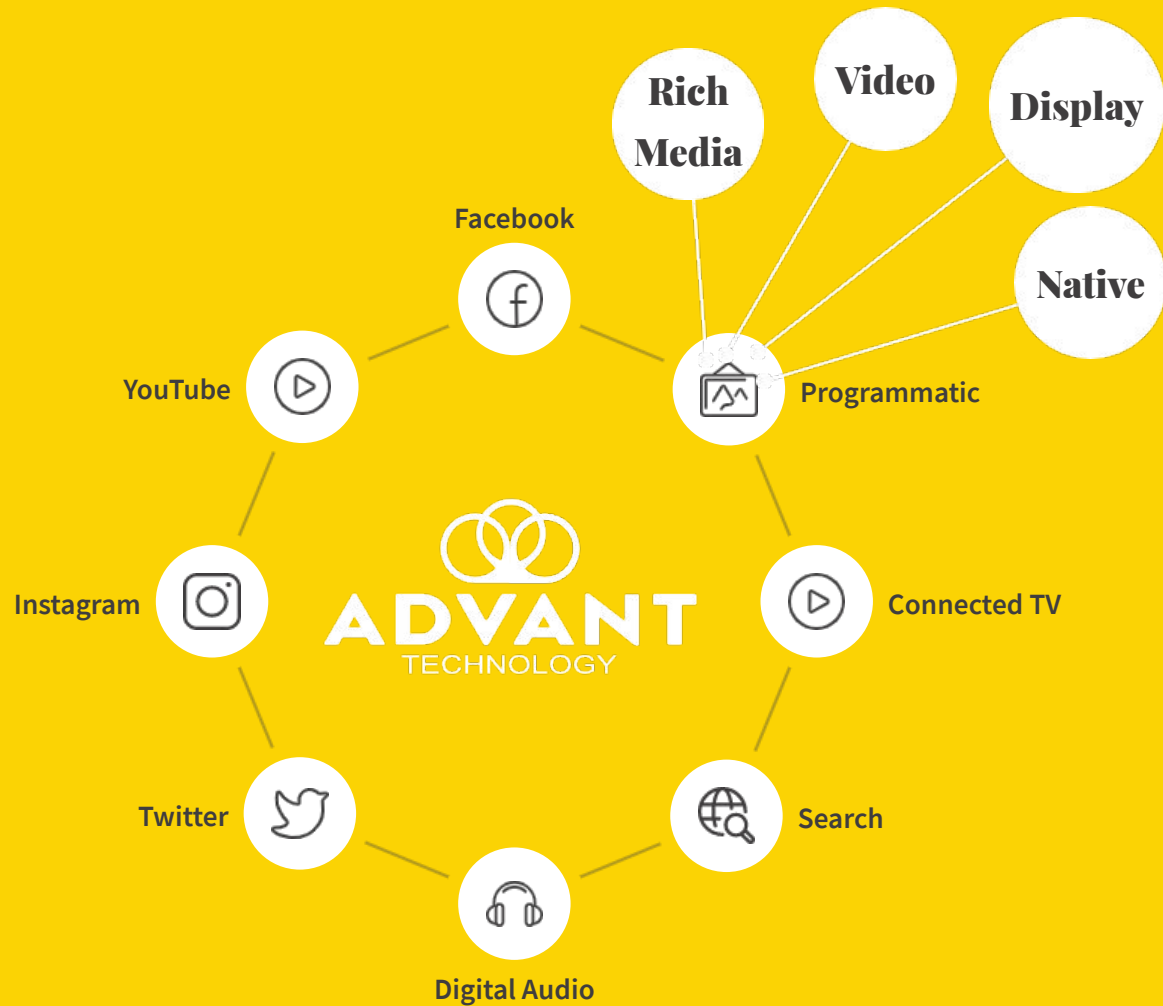 Rich
Media
Video
Display
Native
Facebook
Programmatic
YouTube
Instagram
ADVANT
TECHNOLOGY
Connected TV
Twitter
Search
Digital Audio